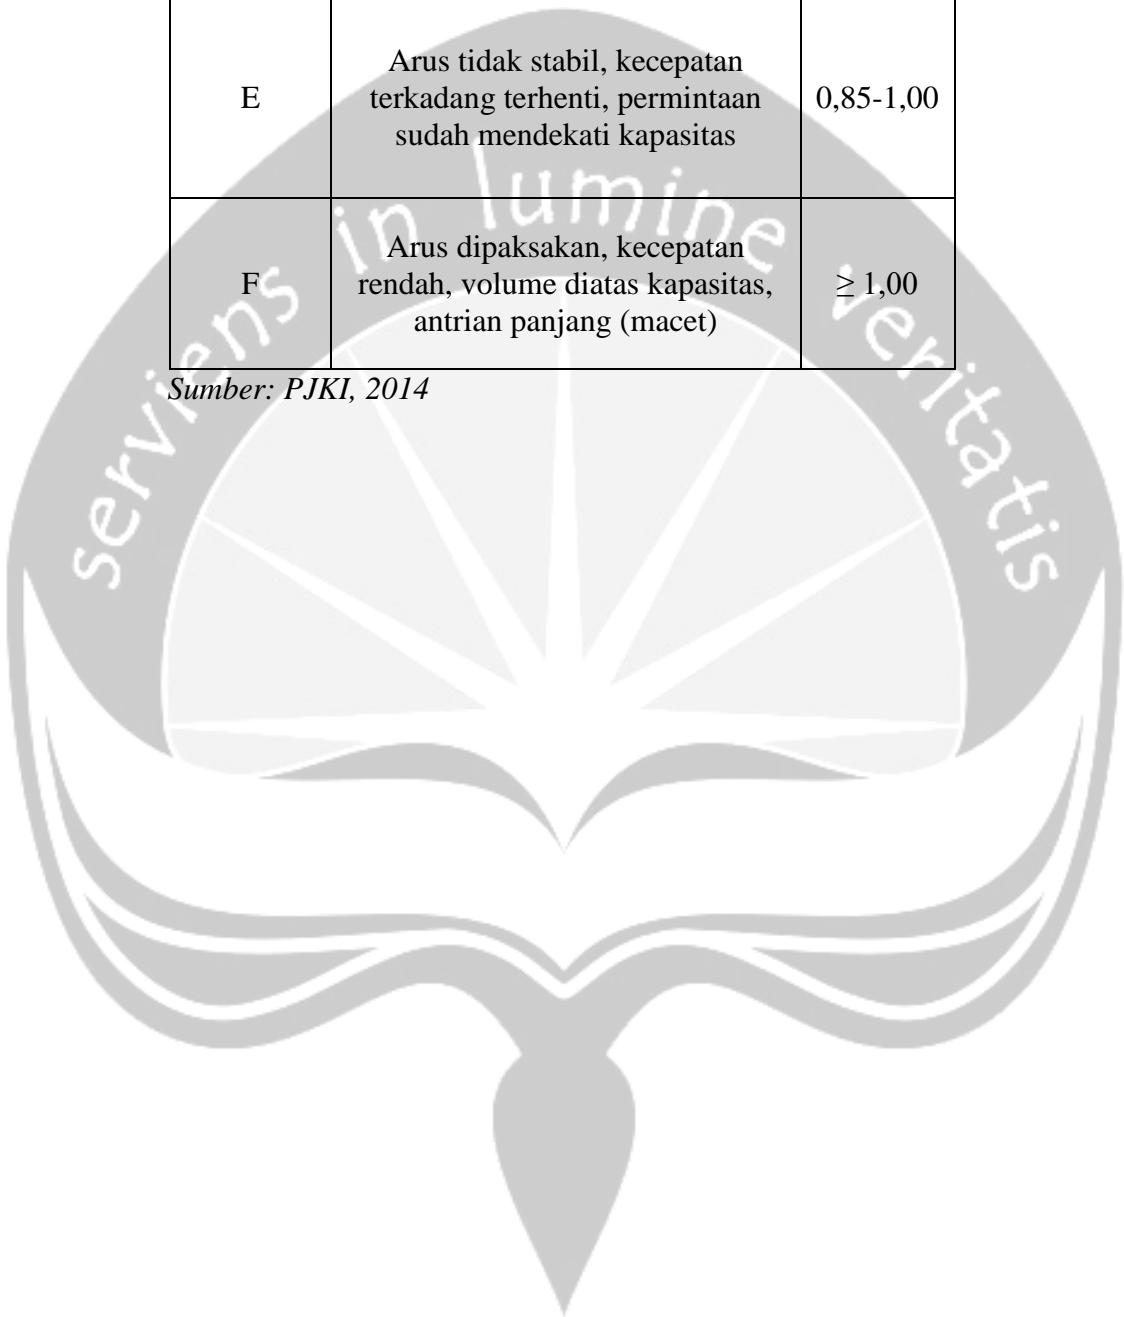 Arus tidak stabil, kecepatan
E terkadang terhenti, permintaan 0,85-1,00
sudah mendekati kapasitas
Arus dipaksakan, kecepatan
F rendah, volume diatas kapasitas, ≥ 1,00
antrian panjang (macet)
Sumber: PJKI, 2014
serviens in lumine veritatis